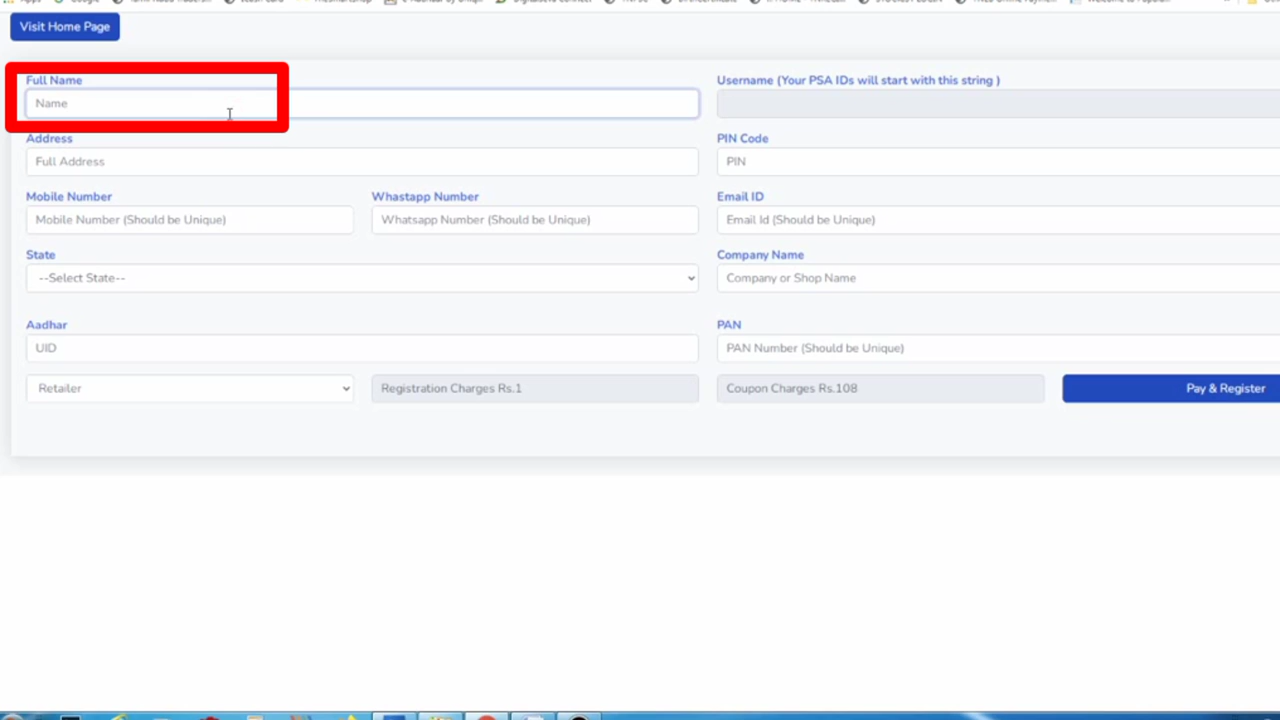 Visit Home Page
Full Name
Username (Your PSA IDs will start with this string )
Name
Address
PIN Code
Full Address
PIN
Mobile Number
Whastapp Number
Email ID
Mobile Number (Should be Unique)
Whatsapp Number (Should be Unique)
Email Id (Should be Unique)
State
Company Name
--Select State--
Company or Shop Name
Aadhar
PAN
UID
PAN Number (Should be Unique)
Retailer
Registration Charges Rs.1
Coupon Charges Rs.108
Pay & Register